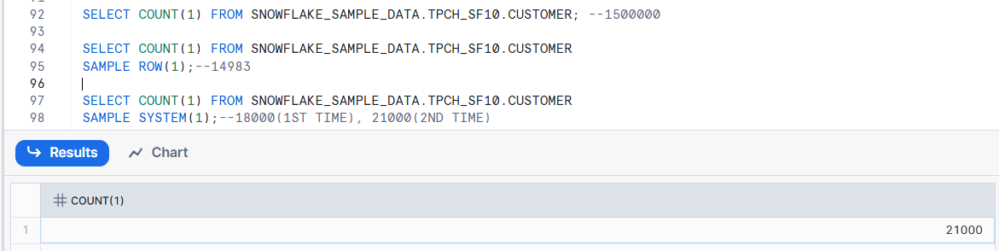 92 SELECT COUNT(1) FROM SNOWFLAKE_SAMPLE_DATA.TPCH_SF10.CUSTOMER; --1500000
93
94 SELECT COUNT(1) FROM SNOWFLAKE_SAMPLE_DATA.TPCH_SF10.CUSTOMER
95 SAMPLE ROW(1);--14983
96
97 SELECT COUNT(1) FROM SNOWFLAKE_SAMPLE_DATA.TPCH_SF10.CUSTOMER
98 SAMPLE SYSTEM(1);--18000(1ST TIME), 21000(2ND TIME)
Results Chart
# COUNT(1)
1 21000